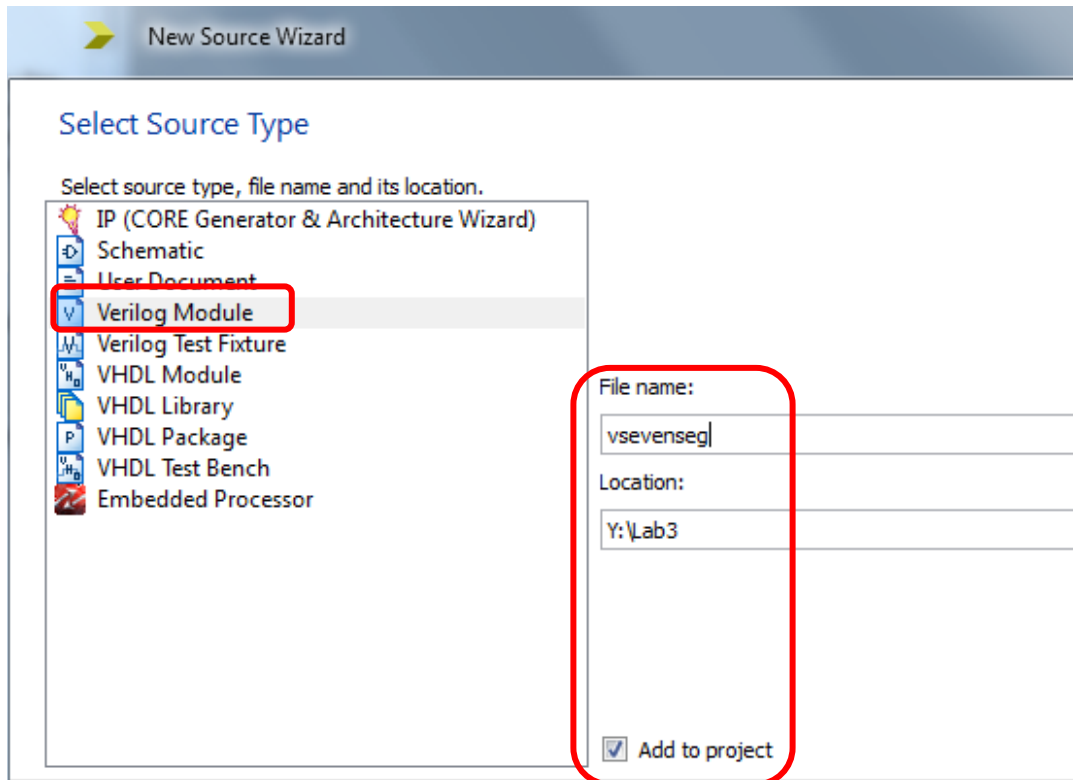 New Source Wizard
Select Source Type
Select source type, file name and its location.
IP (CORE Generator & Architecture Wizard)
Schematic
User Document
Verilog Module
Verilog Test Fixture
VHDL Module
VHDL Library
VHDL Package
VHDL Test Bench
Embedded Processor
File name:
vsevenseg
Location:
Y:\Lab3
Add to project